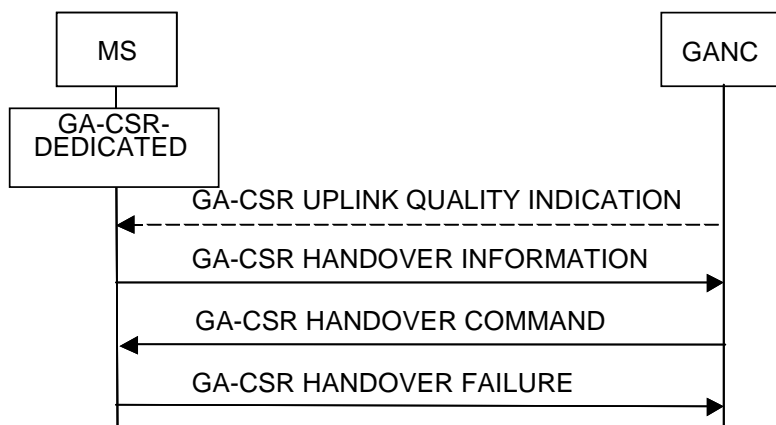 MS
GANC
GA-CSR-
DEDICATED
GA-CSR UPLINK QUALITY INDICATION
GA-CSR HANDOVER INFORMATION
GA-CSR HANDOVER COMMAND
GA-CSR HANDOVER FAILURE